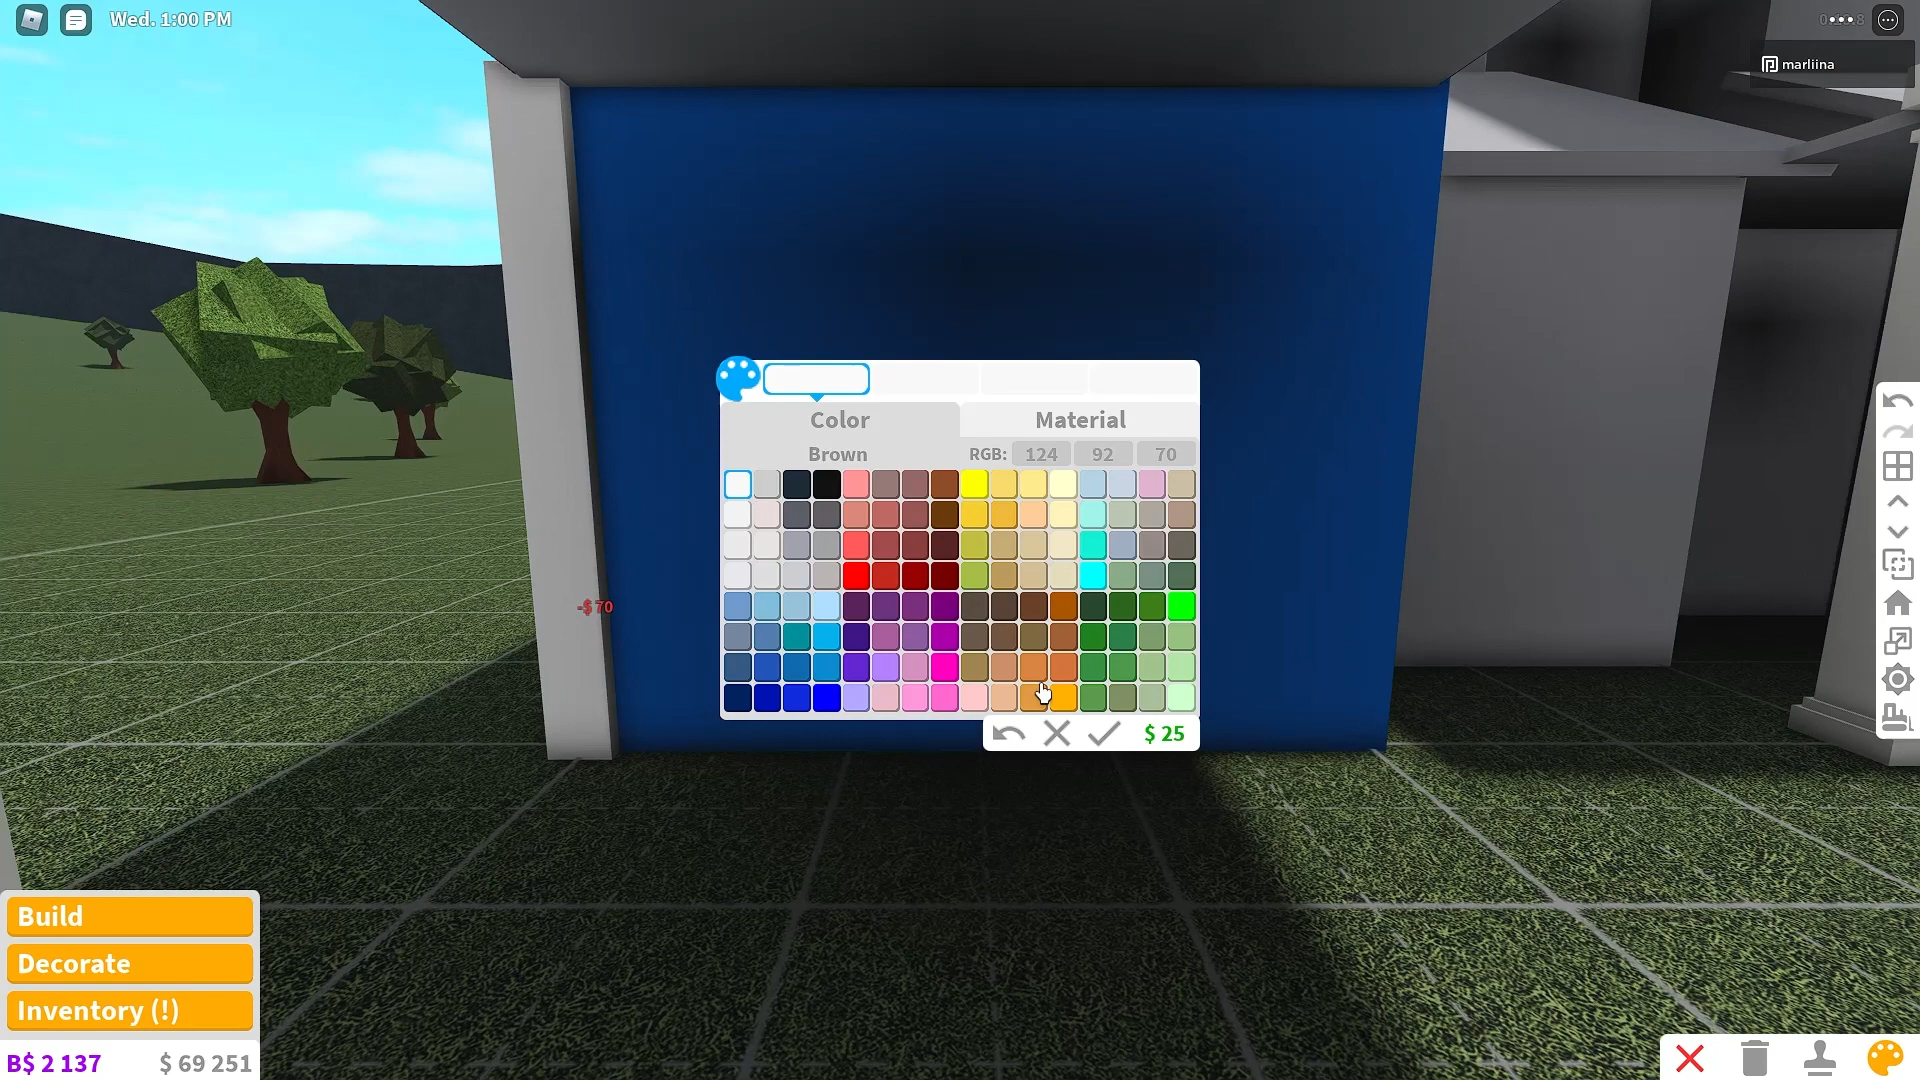 Wed. 1:00 PM
marliina
Color
Material
Brown
RGB: 124 92 70
-$ 70
$ 25
Build
Decorate
Inventory (!)
B$ 2 137
$ 69 251